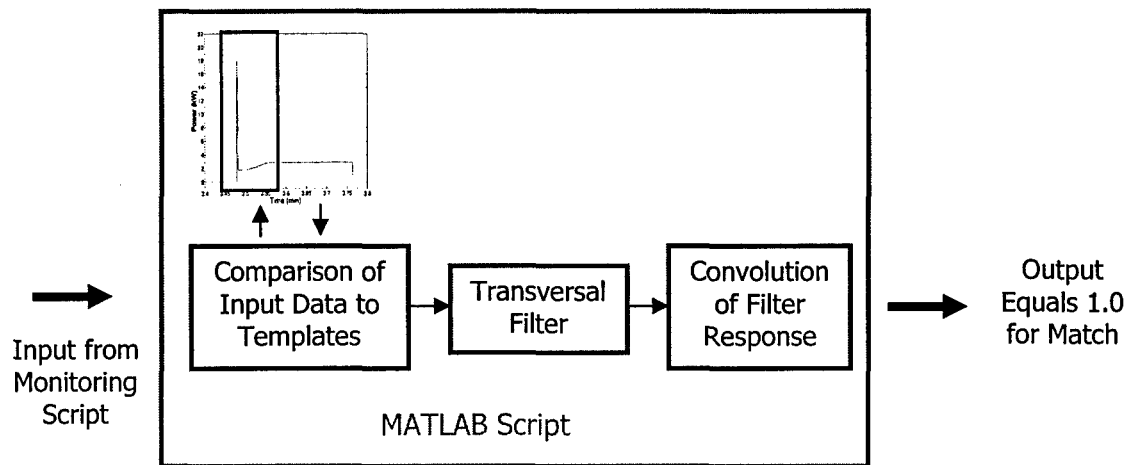 Power (kW)
Time (min)
Comparison of
Input Data to
Templates
Transversal
Filter
Convolution
of Filter
Response
Input from
Monitoring
Script
Output
Equals 1.0
for Match
MATLAB Script